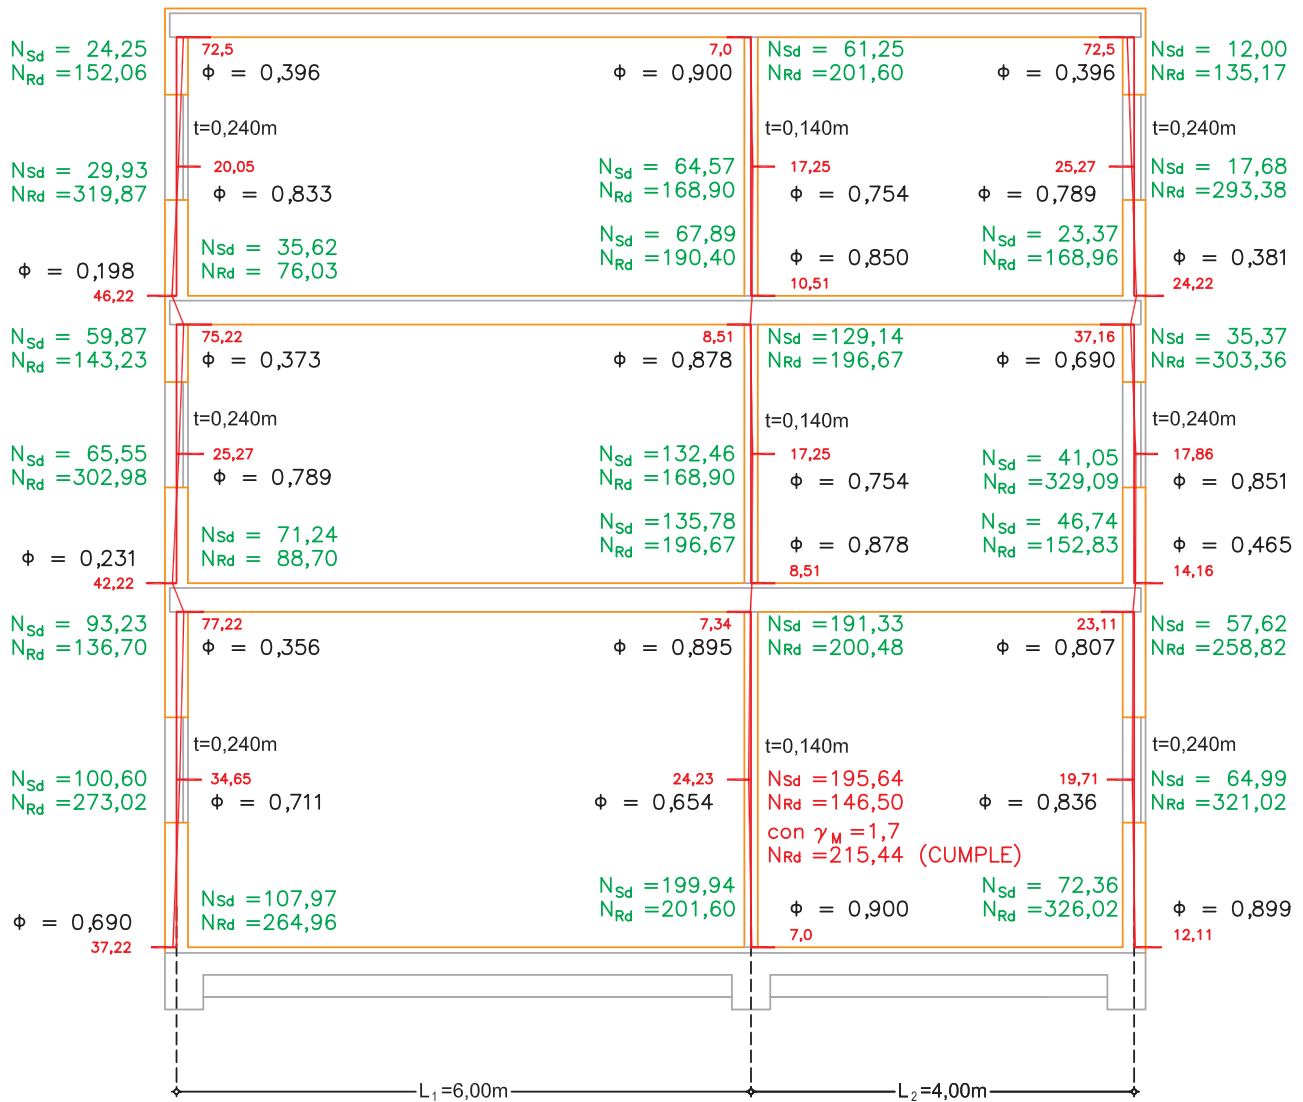 NSd = 24,25
NRd =152,06
72,5
Φ = 0,396
7,0
Φ = 0,900
NSd = 61,25
NRd =201,60
72,5
Φ = 0,396
NSd = 12,00
NRd =135,17
t=0,240m
t=0,140m
t=0,240m
NSd = 29,93
NRd =319,87
20,05
Φ = 0,833
NSd = 64,57
NRd =168,90
17,25
Φ = 0,754
25,27
Φ = 0,789
NSd = 17,68
NRd =293,38
Φ = 0,198
46,22
NSd = 35,62
NRd = 76,03
NSd = 67,89
NRd =190,40
Φ = 0,850
10,51
NSd = 23,37
NRd =168,96
Φ = 0,381
24,22
NSd = 59,87
NRd =143,23
75,22
Φ = 0,373
8,51
Φ = 0,878
NSd =129,14
NRd =196,67
37,16
Φ = 0,690
NSd = 35,37
NRd =303,36
t=0,240m
t=0,140m
t=0,240m
NSd = 65,55
NRd =302,98
25,27
Φ = 0,789
NSd =132,46
NRd =168,90
17,25
Φ = 0,754
NSd = 41,05
NRd =329,09
17,86
Φ = 0,851
Φ = 0,231
42,22
NSd = 71,24
NRd = 88,70
NSd =135,78
NRd =196,67
Φ = 0,878
8,51
NSd = 46,74
NRd =152,83
Φ = 0,465
14,16
NSd = 93,23
NRd =136,70
77,22
Φ = 0,356
7,34
Φ = 0,895
NSd =191,33
NRd =200,48
23,11
Φ = 0,807
NSd = 57,62
NRd =258,82
t=0,240m
t=0,140m
t=0,240m
NSd =100,60
NRd =273,02
34,65
Φ = 0,711
24,23
Φ = 0,654
NSd =195,64
NRd =146,50
con γM =1,7
NRd =215,44 (CUMPLE)
19,71
Φ = 0,836
NSd = 64,99
NRd =321,02
Φ = 0,690
37,22
NSd =107,97
NRd =264,96
NSd =199,94
NRd =201,60
Φ = 0,900
7,0
NSd = 72,36
NRd =326,02
Φ = 0,899
12,11
L1=6,00m
L2=4,00m